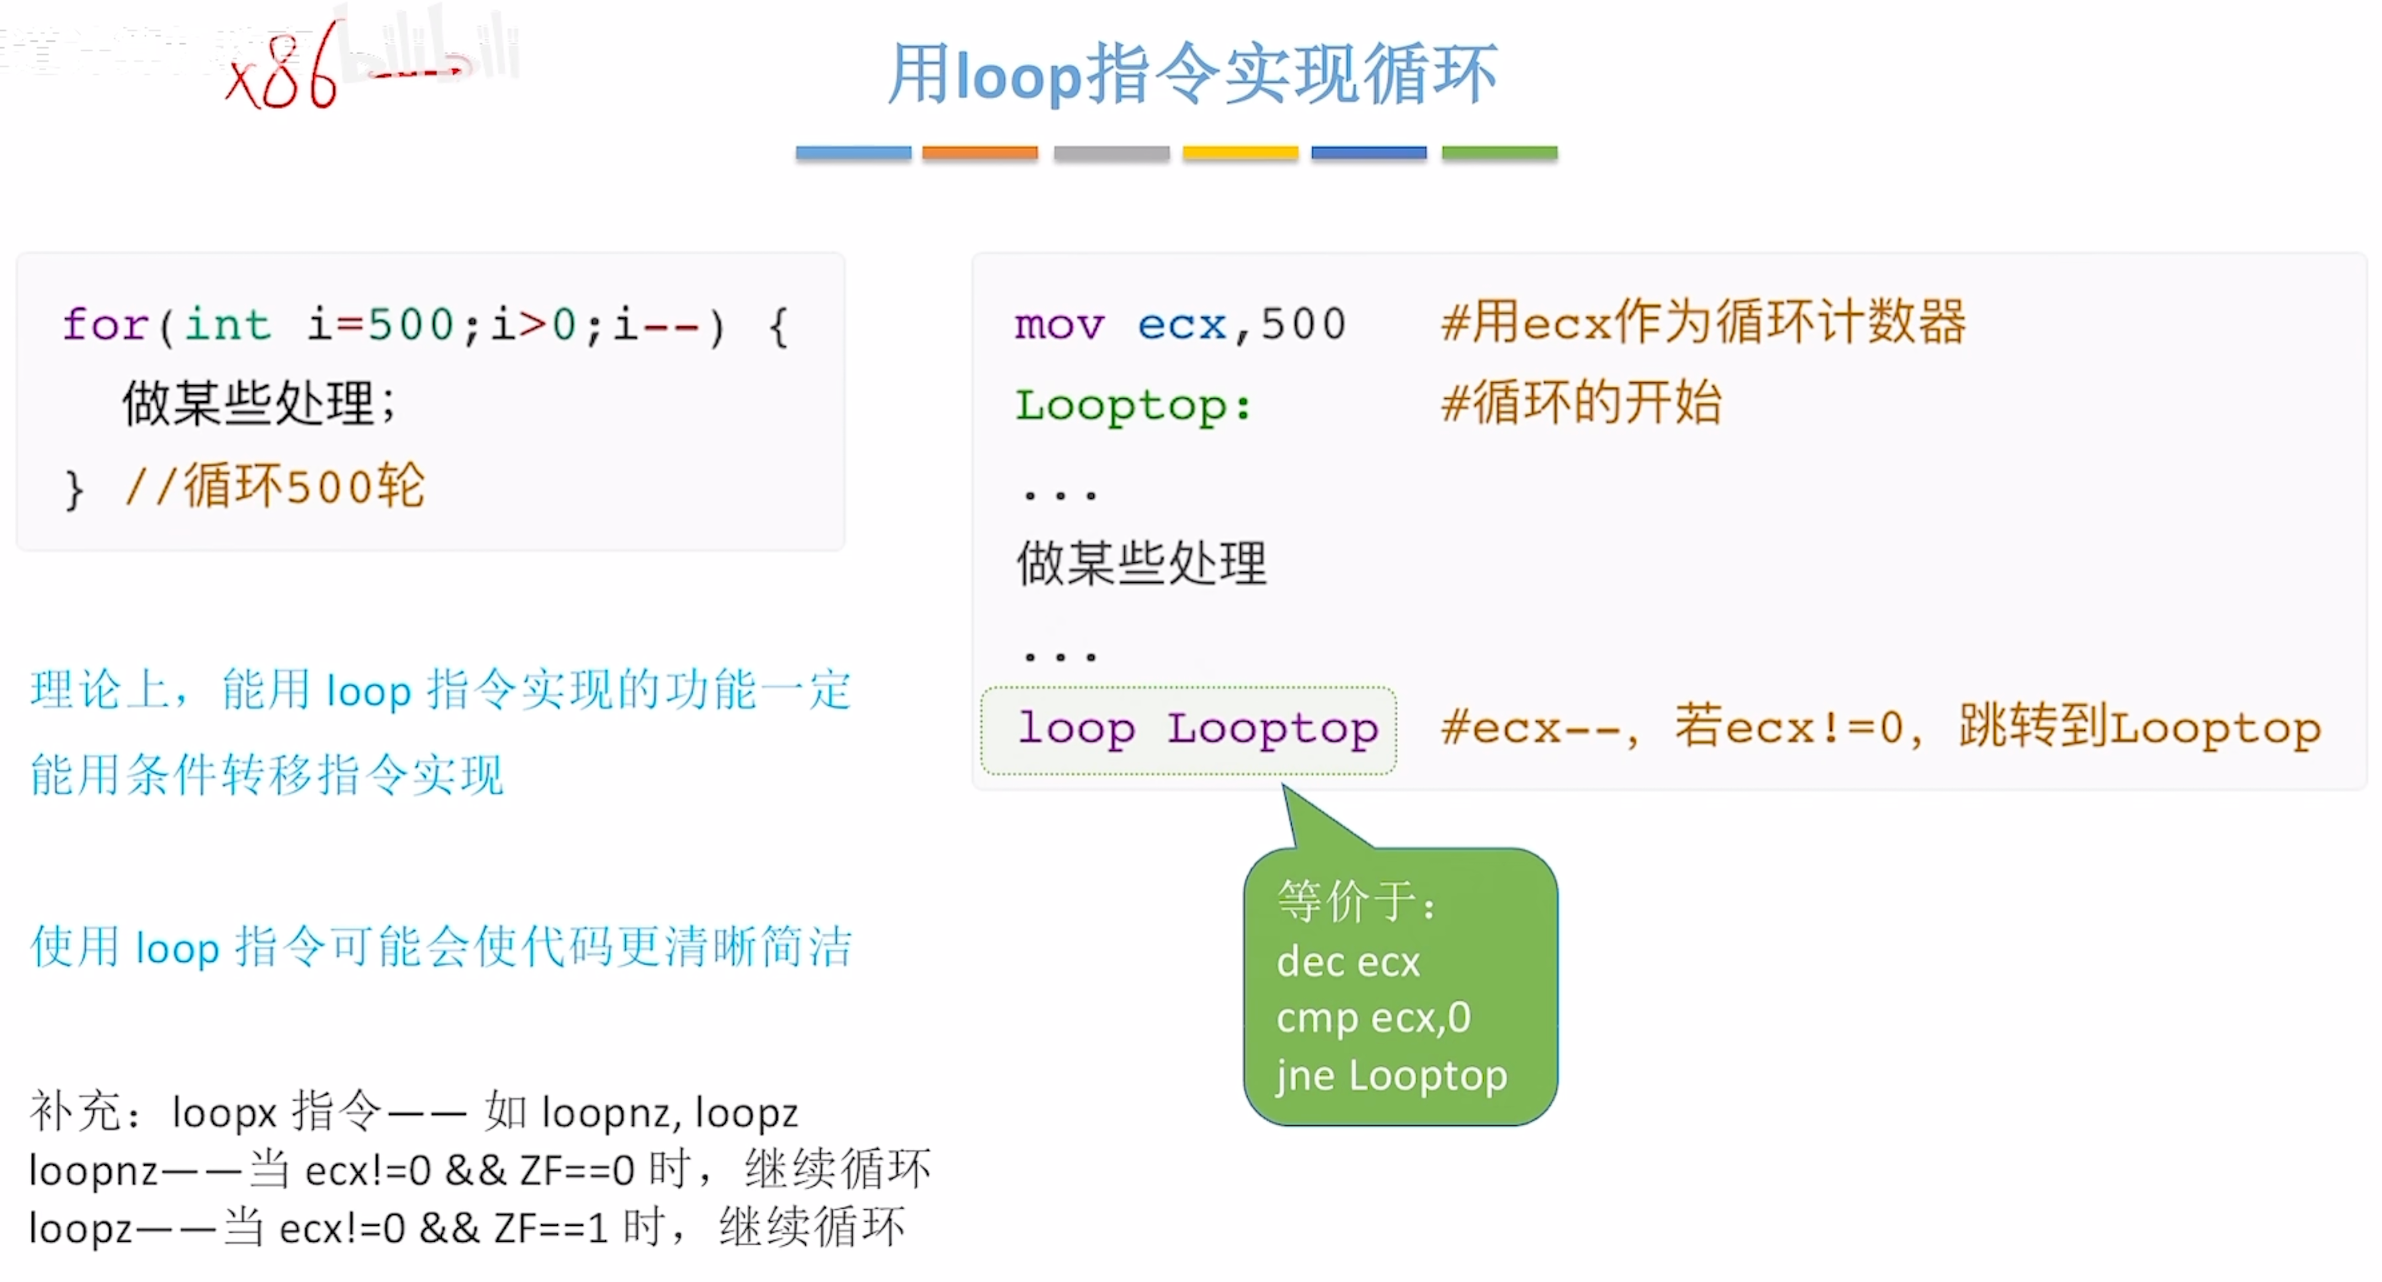 x86
bilibili
用loop指令实现循环
for(int i=500;i>0;i--) {
做某些处理;
} //循环500轮
理论上，能用 loop 指令实现的功能一定
能用条件转移指令实现
使用 loop 指令可能会使代码更清晰简洁
补充：loopx 指令—— 如 loopnz, loopz
loopnz——当 ecx!=0 && ZF==0 时，继续循环
loopz——当 ecx!=0 && ZF==1 时，继续循环
mov ecx,500 #用ecx作为循环计数器
Looptop: #循环的开始
...
做某些处理
...
loop Looptop #ecx--, 若ecx!=0, 跳转到Looptop
等价于：
dec ecx
cmp ecx,0
jne Looptop